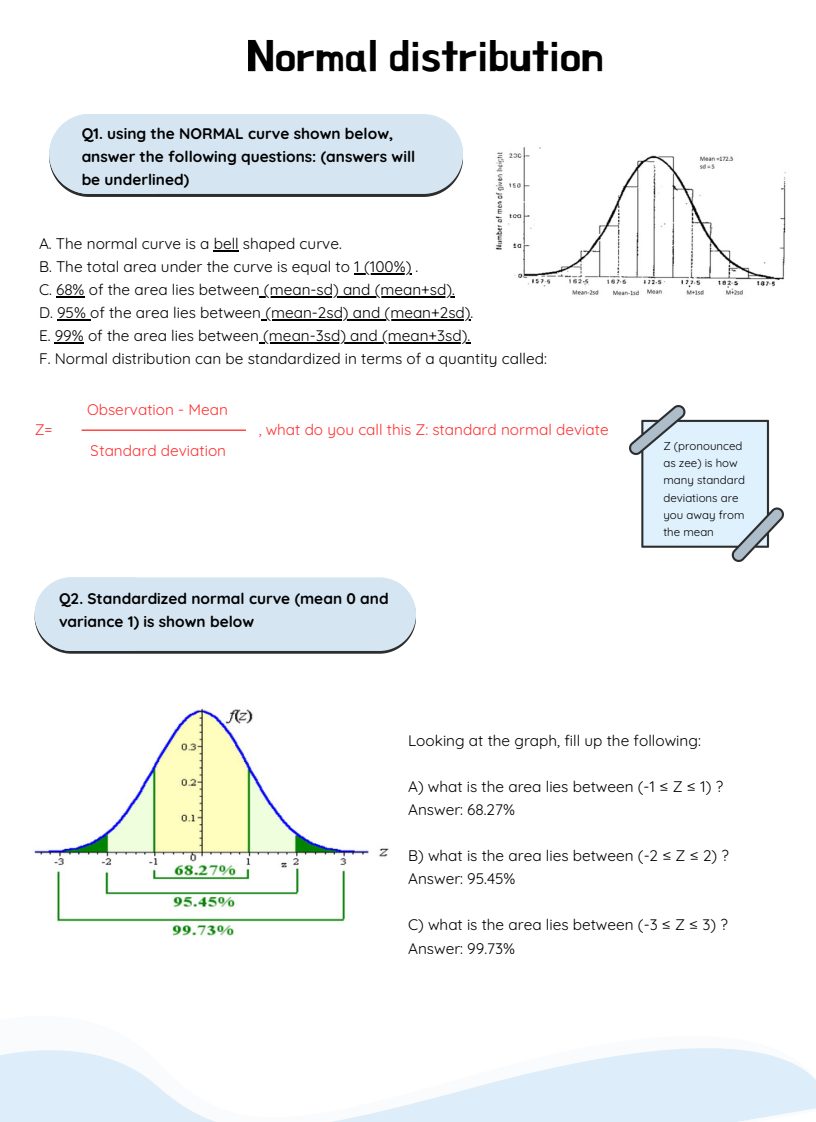 Normal distribution
Q1. using the NORMAL curve shown below,
answer the following questions: (answers will
be underlined)
Number of men of given height
200
150
100
50
0
Mean =172.5
sd = 5
157·5 162·5 167·5 172·5 177·5 182·5 187·5
Mean-2sd Mean-1sd Mean M+1sd M+2sd
A. The normal curve is a bell shaped curve.
B. The total area under the curve is equal to 1 (100%) .
C. 68% of the area lies between (mean-sd) and (mean+sd).
D. 95% of the area lies between (mean-2sd) and (mean+2sd).
E. 99% of the area lies between (mean-3sd) and (mean+3sd).
F. Normal distribution can be standardized in terms of a quantity called:
Observation - Mean
Z= , what do you call this Z: standard normal deviate
Standard deviation
Z (pronounced
as zee) is how
many standard
deviations are
you away from
the mean
Q2. Standardized normal curve (mean 0 and
variance 1) is shown below
f(z)
0.3
0.2
0.1
0
z
-3 -2 -1 1 2 3
68.27%
95.45%
99.73%
Looking at the graph, fill up the following:
A) what is the area lies between (-1 ≤ Z ≤ 1) ?
Answer: 68.27%
B) what is the area lies between (-2 ≤ Z ≤ 2) ?
Answer: 95.45%
C) what is the area lies between (-3 ≤ Z ≤ 3) ?
Answer: 99.73%